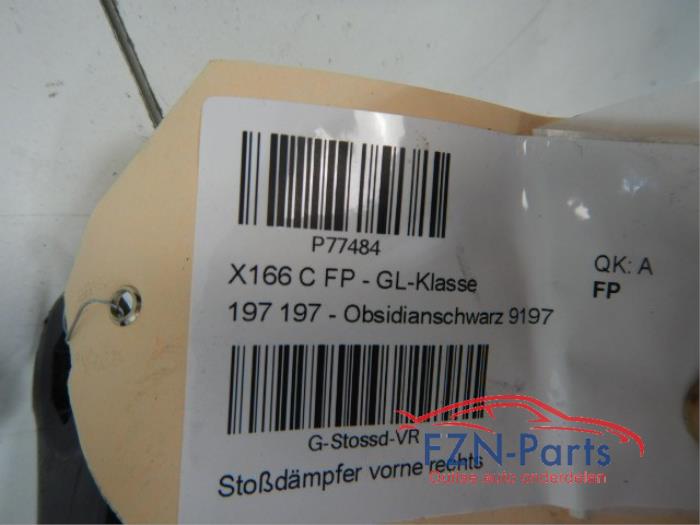 P77484
X166 C FP - GL-Klasse
197 197 - Obsidianschwarz 9197
QK: A
FP
G-Stossd-VR
Stoßdämpfer vorne rechts
FZN-Parts
Duitse auto onderdelen